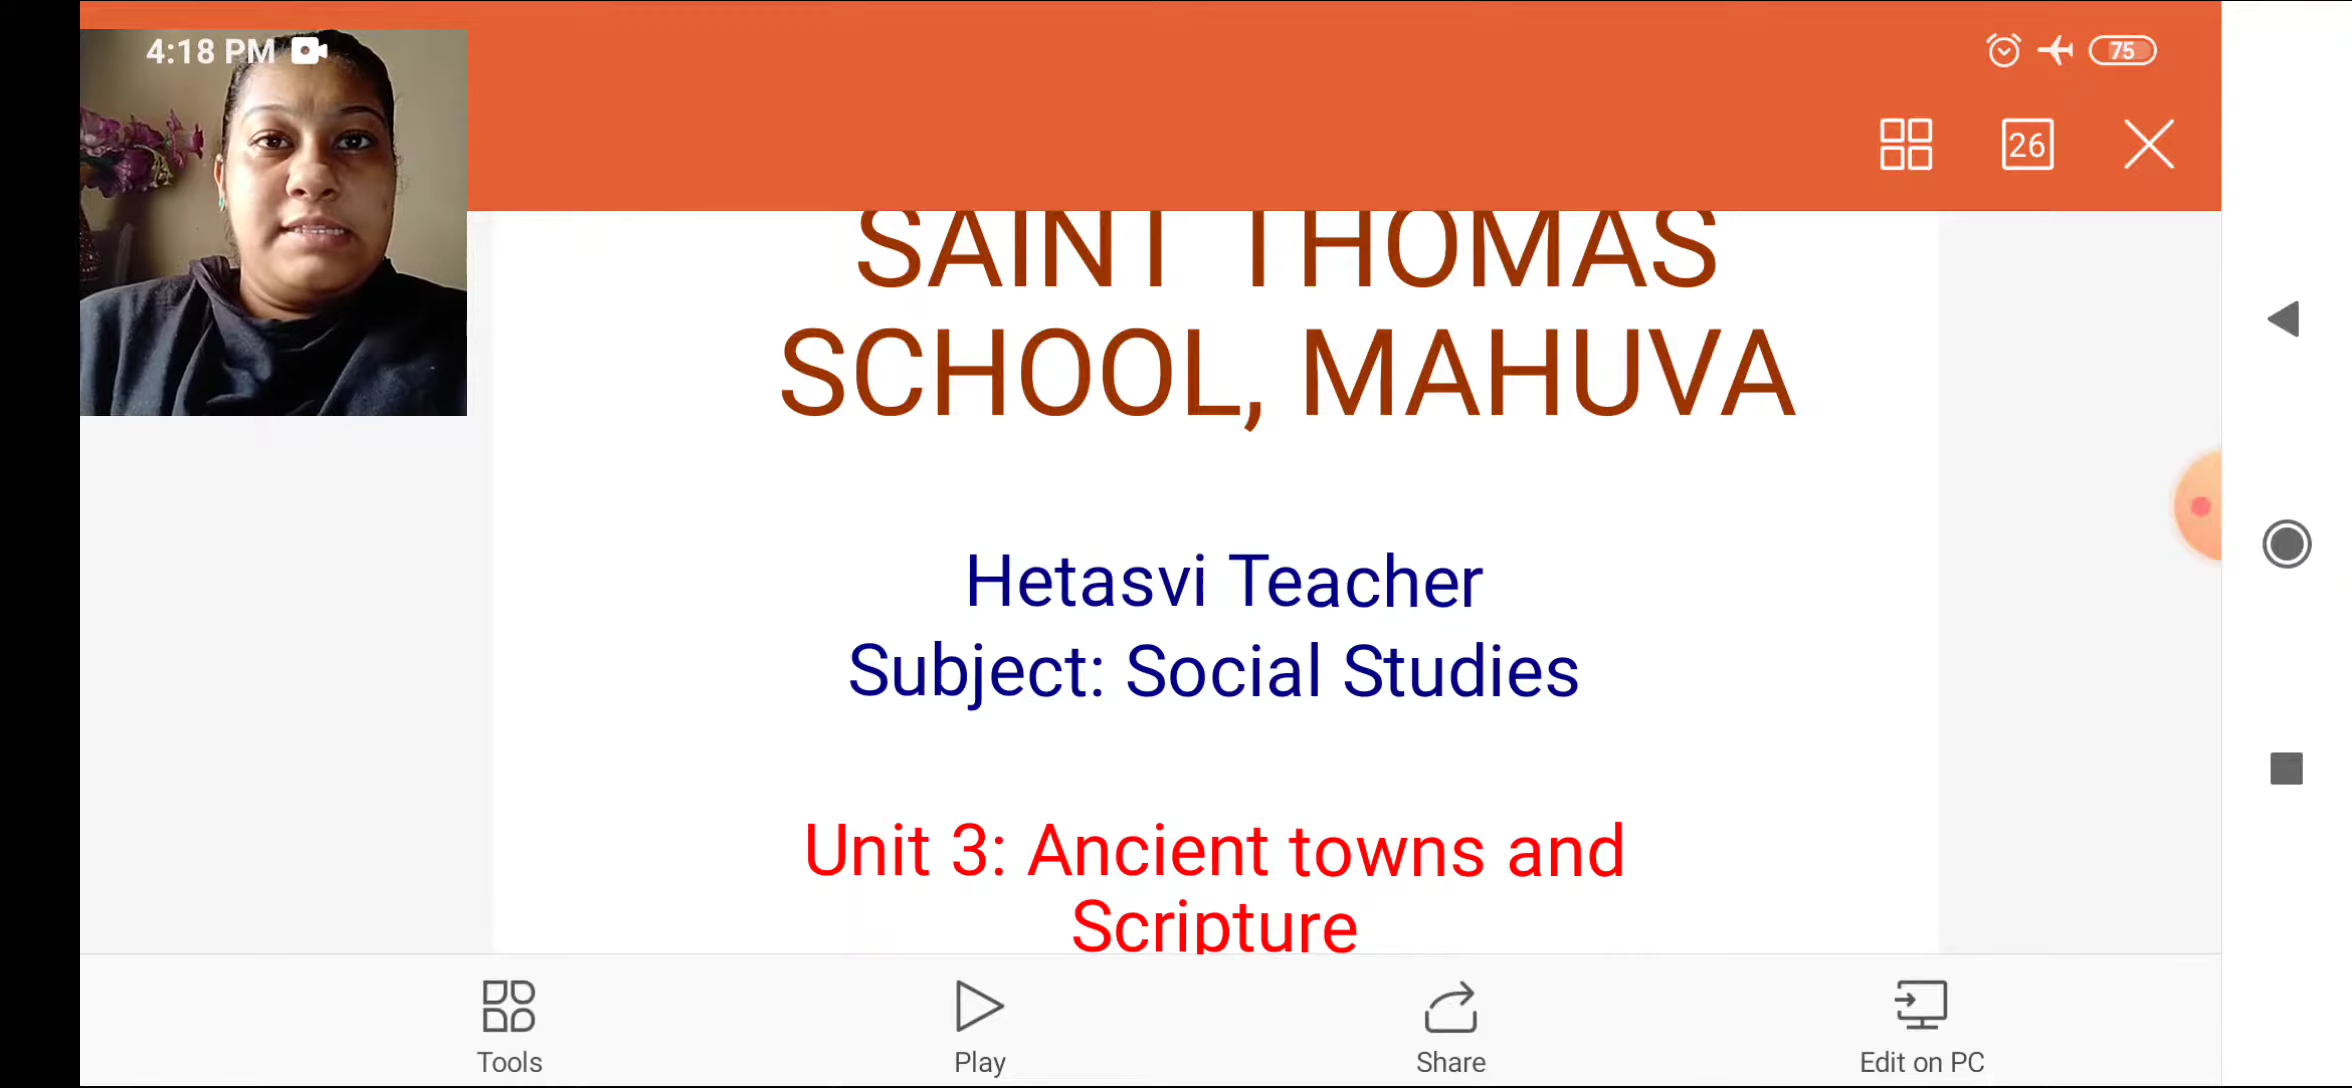 4:18 PM
75
26
SAINT THOMAS
SCHOOL, MAHUVA
Hetasvi Teacher
Subject: Social Studies
Unit 3: Ancient towns and
Scripture
Tools
Play
Share
Edit on PC